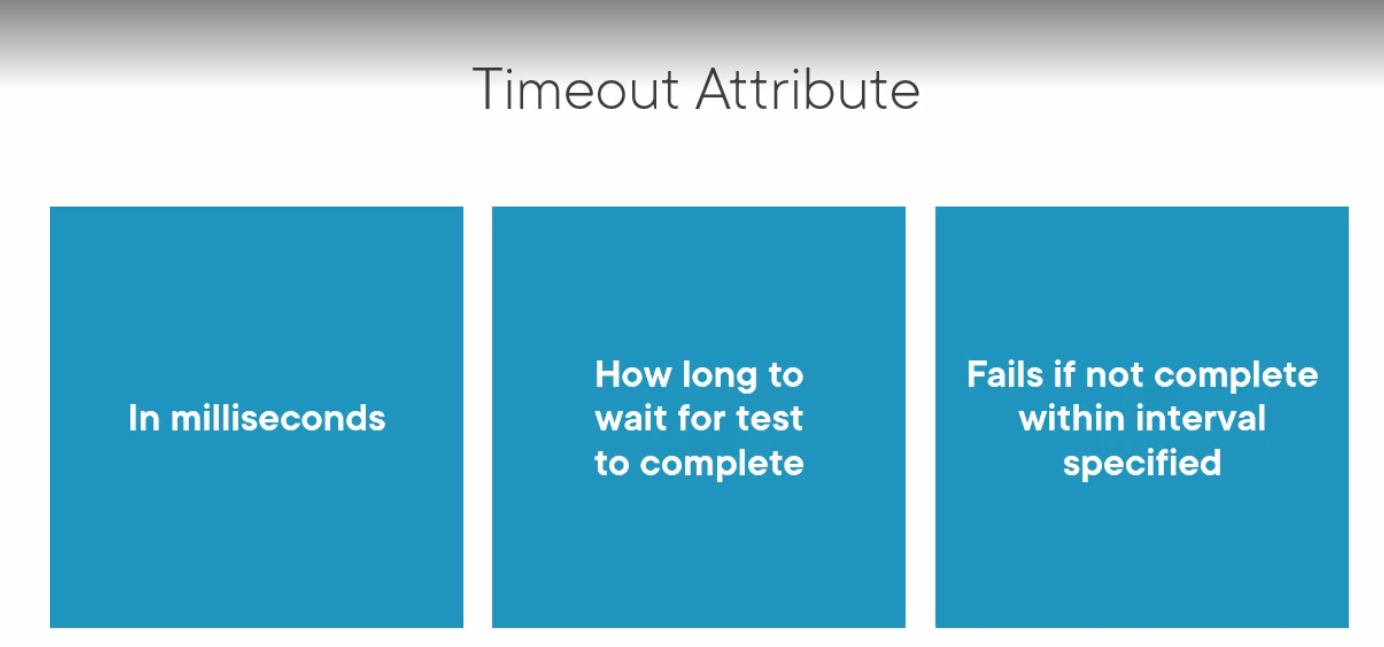 Timeout Attribute
In milliseconds
How long to
wait for test
to complete
Fails if not complete
within interval
specified